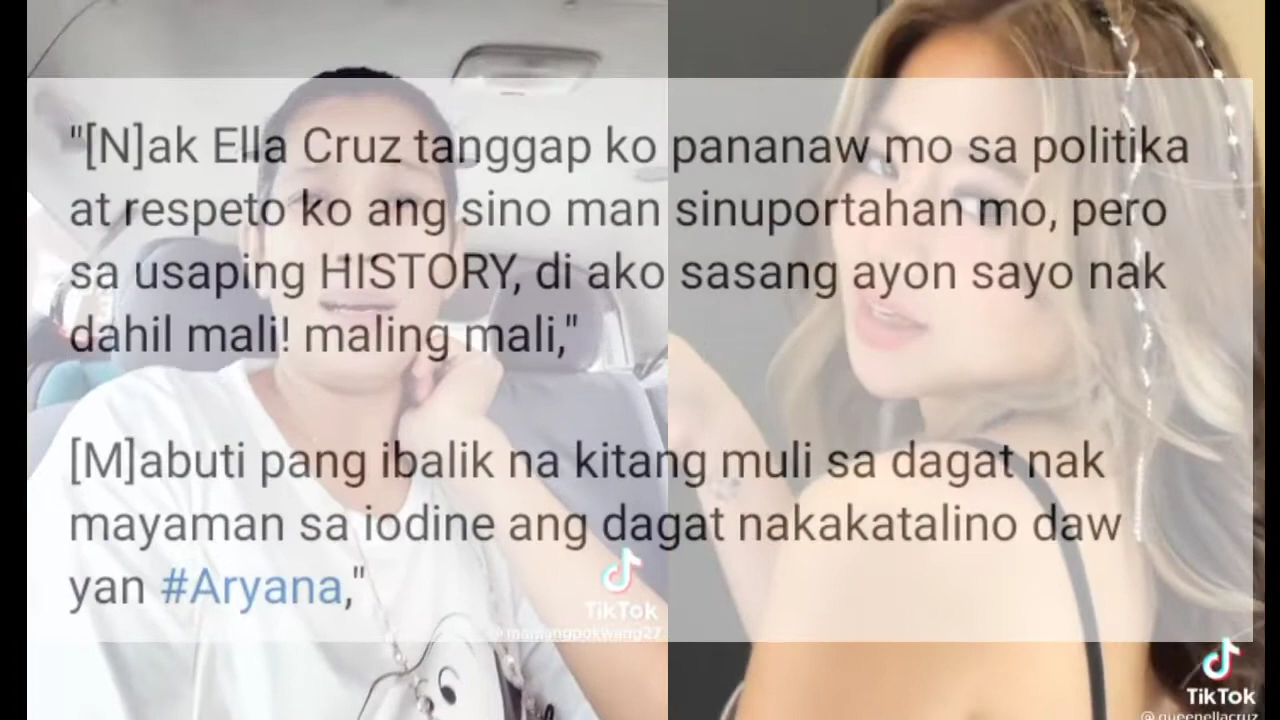 "[N]ak Ella Cruz tanggap ko pananaw mo sa politika
at respeto ko ang sino man sinuportahan mo, pero
sa usaping HISTORY, di ako sasang ayon sayo nak
dahil mali! maling mali,"
[M]abuti pang ibalik na kitang muli sa dagat nak
mayaman sa iodine ang dagat nakakatalino daw
yan #Aryana,"
TikTok
@mamangpokwang27
TikTok
@queenellacruz